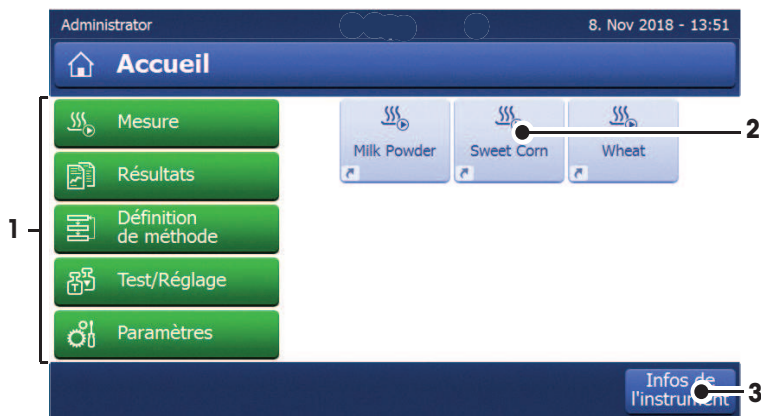 Administrator
8. Nov 2018 - 13:51
Accueil
1
Mesure
Résultats
Définition
de méthode
Test/Réglage
Paramètres
Milk Powder
Sweet Corn
Wheat
2
Infos de
l'instrument
3